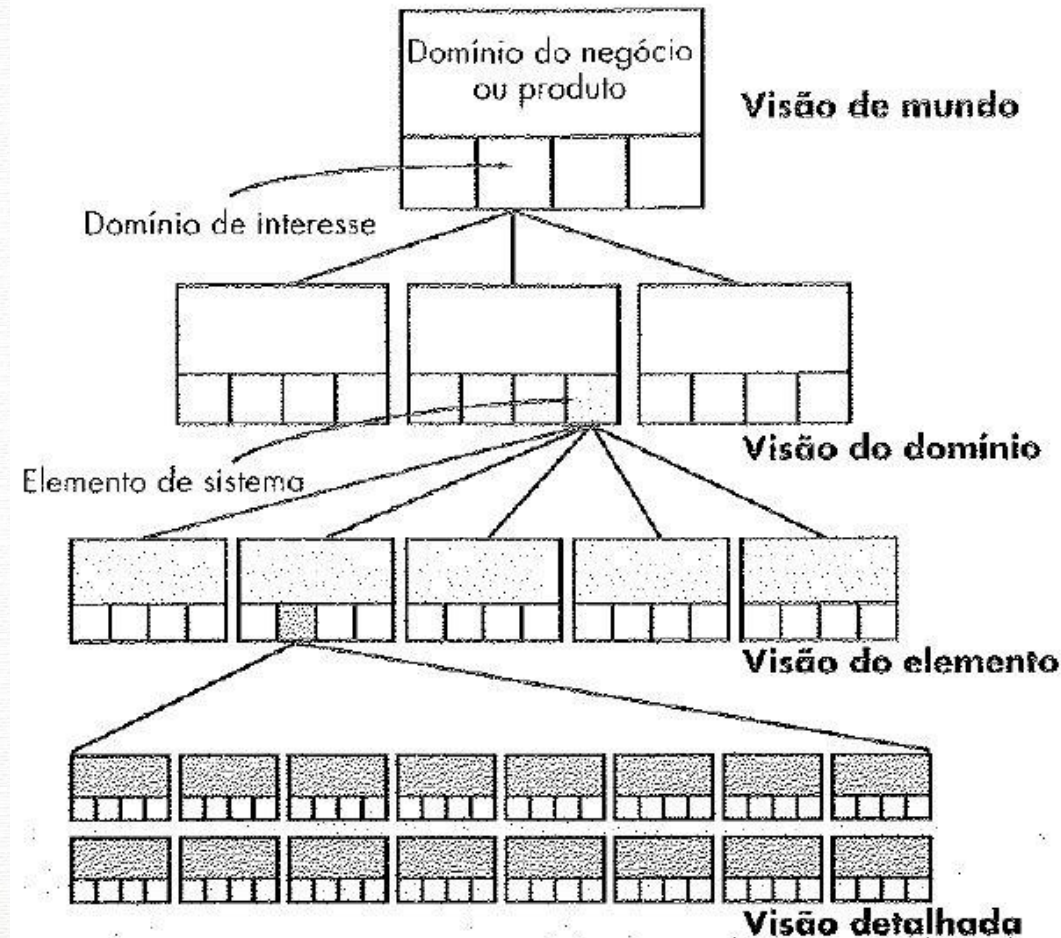 Domínio do negócio
ou produto
Visão de mundo
Domínio de interesse
Visão do domínio
Elemento de sistema
Visão do elemento
Visão detalhada